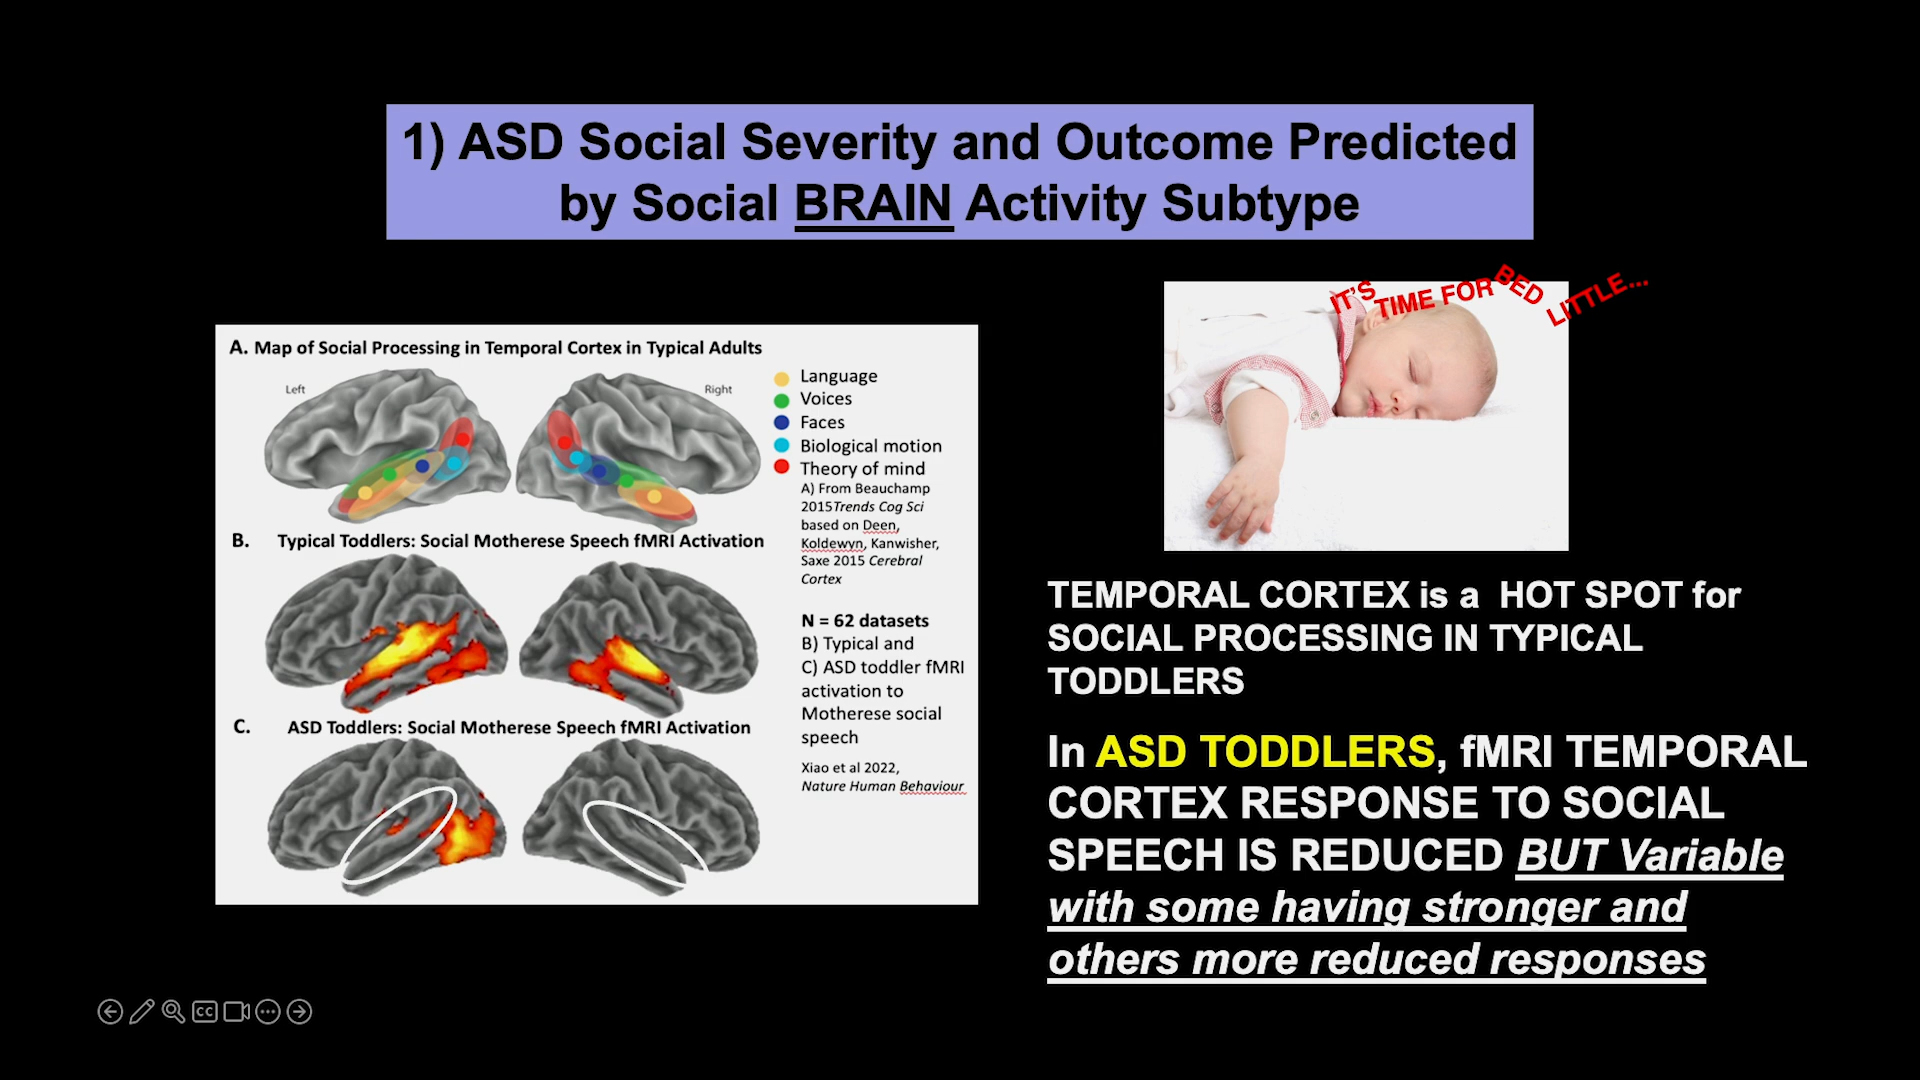 1) ASD Social Severity and Outcome Predicted
by Social BRAIN Activity Subtype
A. Map of Social Processing in Temporal Cortex in Typical Adults
Left
Right
Language
Voices
Faces
Biological motion
Theory of mind
A) From Beauchamp
2015Trends Cog Sci
based on Deen,
Koldewyn, Kanwisher,
Saxe 2015 Cerebral
Cortex
B. Typical Toddlers: Social Motherese Speech fMRI Activation
N = 62 datasets
B) Typical and
C) ASD toddler fMRI
activation to
Motherese social
speech
Xiao et al 2022,
Nature Human Behaviour
C. ASD Toddlers: Social Motherese Speech fMRI Activation
IT'S TIME FOR BED LITTLE...
TEMPORAL CORTEX is a HOT SPOT for
SOCIAL PROCESSING IN TYPICAL
TODDLERS
In ASD TODDLERS, fMRI TEMPORAL
CORTEX RESPONSE TO SOCIAL
SPEECH IS REDUCED BUT Variable
with some having stronger and
others more reduced responses
CC